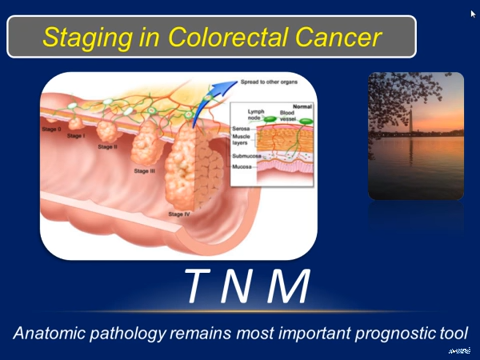 Staging in Colorectal Cancer
Spread to other organs
Normal
Lymph node
Blood vessel
Serosa
Muscle layers
Submucosa
Mucosa
Stage 0
Stage I
Stage II
Stage III
Stage IV
T N M
Anatomic pathology remains most important prognostic tool